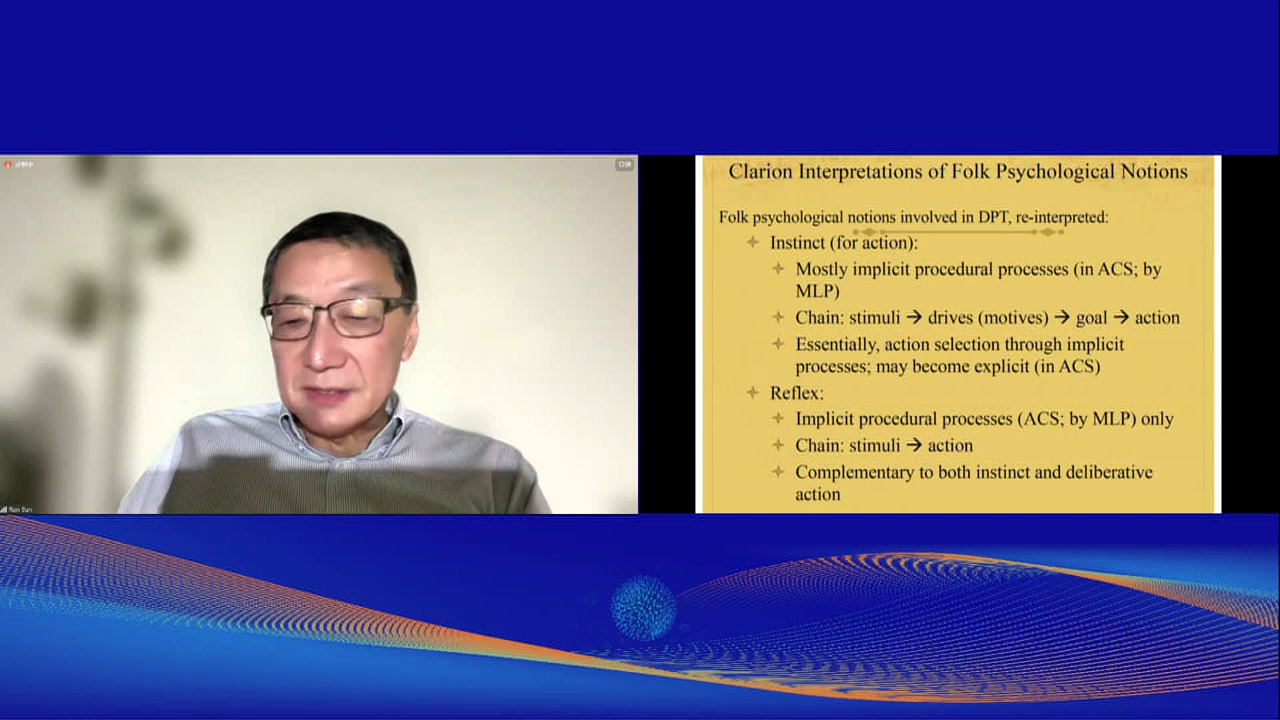 Clarion Interpretations of Folk Psychological Notions
Folk psychological notions involved in DPT, re-interpreted:
Instinct (for action):
Mostly implicit procedural processes (in ACS; by
MLP)
Chain: stimuli → drives (motives) → goal → action
Essentially, action selection through implicit
processes; may become explicit (in ACS)
Reflex:
Implicit procedural processes (ACS; by MLP) only
Chain: stimuli → action
Complementary to both instinct and deliberative
action